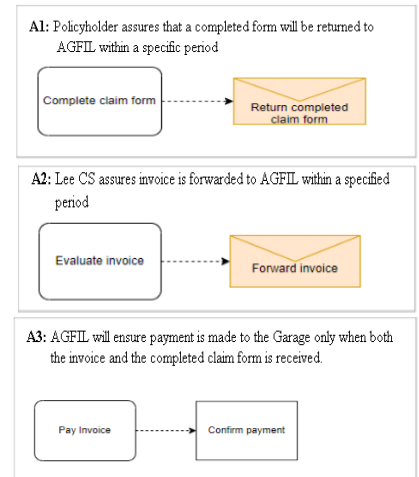 A1: Policyholder assures that a completed form will be returned to
AGFIL within a specific period
Complete claim form
Return completed
claim form
A2: Lee CS assures invoice is forwarded to AGFIL within a specified
period
Evaluate invoice
Forward invoice
A3: AGFIL will ensure payment is made to the Garage only when both
the invoice and the completed claim form is received.
Pay Invoice
Confirm payment